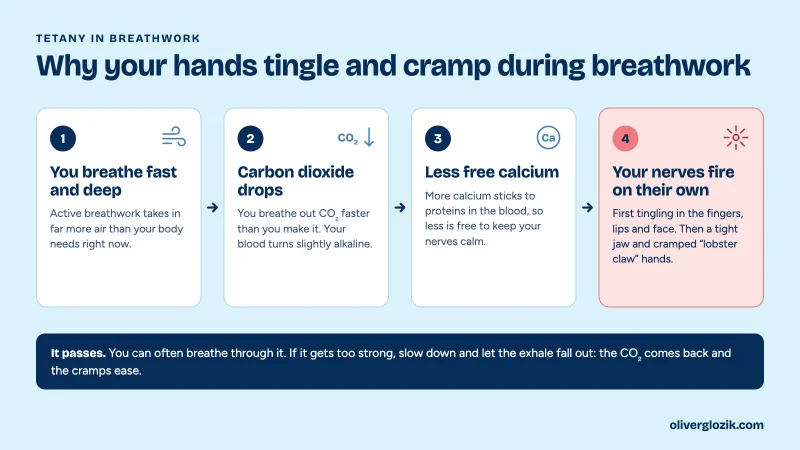 TETANY IN BREATHWORK
Why your hands tingle and cramp during breathwork
1
You breathe fast
and deep
Active breathwork takes in
far more air than your body
needs right now.
2
CO₂
Carbon dioxide
drops
You breathe out CO₂ faster
than you make it. Your
blood turns slightly alkaline.
3
Ca
Less free calcium
More calcium sticks to
proteins in the blood, so
less is free to keep your
nerves calm.
4
Your nerves fire
on their own
First tingling in the fingers,
lips and face. Then a tight
jaw and cramped “lobster
claw” hands.
It passes. You can often breathe through it. If it gets too strong, slow down and let the exhale fall out: the CO₂ comes back and
the cramps ease.
oliverglozik.com